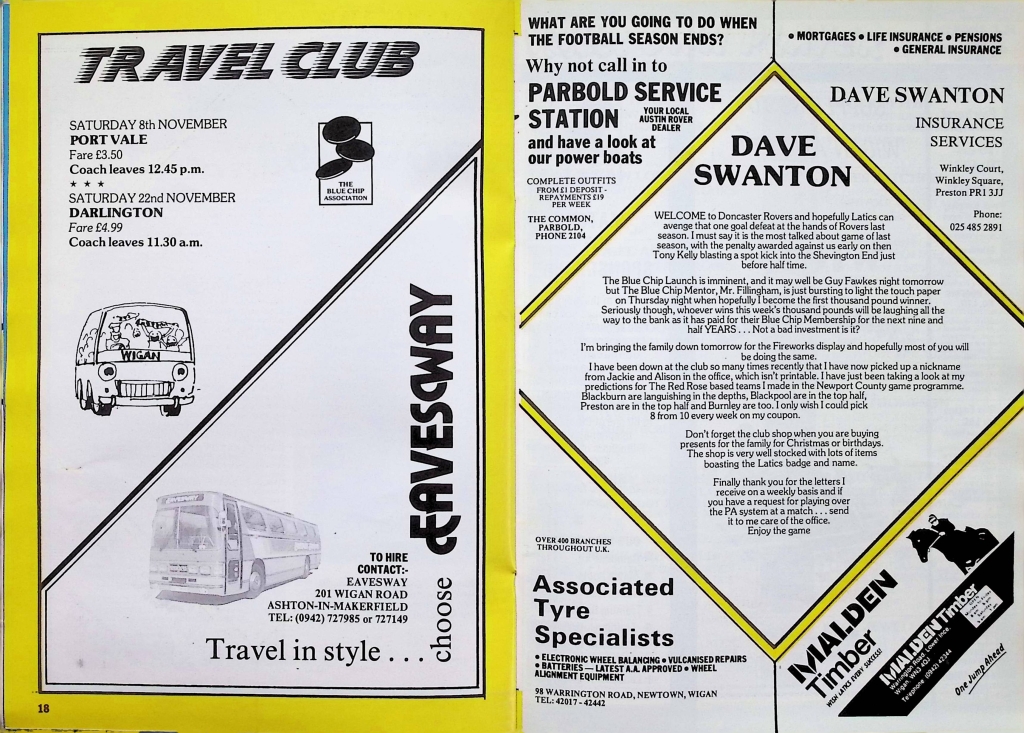 TRAVEL CLUB
SATURDAY 8th NOVEMBER
PORT VALE
Fare £3.50
Coach leaves 12.45 p.m.
★ ★ ★
SATURDAY 22nd NOVEMBER
DARLINGTON
Fare £4.99
Coach leaves 11.30 a.m.
THE
BLUE CHIP
ASSOCIATION
WIGAN
EAVESWAY
TO HIRE
CONTACT:-
EAVESWAY
201 WIGAN ROAD
ASHTON-IN-MAKERFIELD
TEL: (0942) 727985 or 727149
Travel in style . . . choose
18
WHAT ARE YOU GOING TO DO WHEN
THE FOOTBALL SEASON ENDS?
Why not call in to
PARBOLD SERVICE
STATION
YOUR LOCAL
AUSTIN ROVER
DEALER
and have a look at
our power boats
COMPLETE OUTFITS
FROM £1 DEPOSIT -
REPAYMENTS £19
PER WEEK
THE COMMON,
PARBOLD,
PHONE 2104
• MORTGAGES • LIFE INSURANCE • PENSIONS
• GENERAL INSURANCE
DAVE SWANTON
INSURANCE
SERVICES
Winkley Court,
Winkley Square,
Preston PR1 3JJ
Phone:
025 485 2891
DAVE
SWANTON
WELCOME to Doncaster Rovers and hopefully Latics can
avenge that one goal defeat at the hands of Rovers last
season. I must say it is the most talked about game of last
season, with the penalty awarded against us early on then
Tony Kelly blasting a spot kick into the Shevington End just
before half time.
The Blue Chip Launch is imminent, and it may well be Guy Fawkes night tomorrow
but The Blue Chip Mentor, Mr. Fillingham, is just bursting to light the touch paper
on Thursday night when hopefully I become the first thousand pound winner.
Seriously though, whoever wins this week's thousand pounds will be laughing all the
way to the bank as it has paid for their Blue Chip Membership for the next nine and
half YEARS . . . Not a bad investment is it?
I'm bringing the family down tomorrow for the Fireworks display and hopefully most of you will
be doing the same.
I have been down at the club so many times recently that I have now picked up a nickname
from Jackie and Alison in the office, which isn't printable. I have just been taking a look at my
predictions for The Red Rose based teams I made in the Newport County game programme.
Blackburn are languishing in the depths, Blackpool are in the top half,
Preston are in the top half and Burnley are too. I only wish I could pick
8 from 10 every week on my coupon.
Don't forget the club shop when you are buying
presents for the family for Christmas or birthdays.
The shop is very well stocked with lots of items
boasting the Latics badge and name.
Finally thank you for the letters I
receive on a weekly basis and if
you have a request for playing over
the PA system at a match . . . send
it to me care of the office.
Enjoy the game
OVER 400 BRANCHES
THROUGHOUT U.K.
Associated
Tyre
Specialists
• ELECTRONIC WHEEL BALANCING • VULCANISED REPAIRS
• BATTERIES — LATEST A.A. APPROVED • WHEEL
ALIGNMENT EQUIPMENT
98 WARRINGTON ROAD, NEWTOWN, WIGAN
TEL: 42017 - 42442
MALDEN
Timber
WISH LATICS EVERY SUCCESS!
MALDEN Timber
Warrington Road Lower Ince
Wigan WN3 4QJ
Telephone (0942) 42344
One Jump Ahead